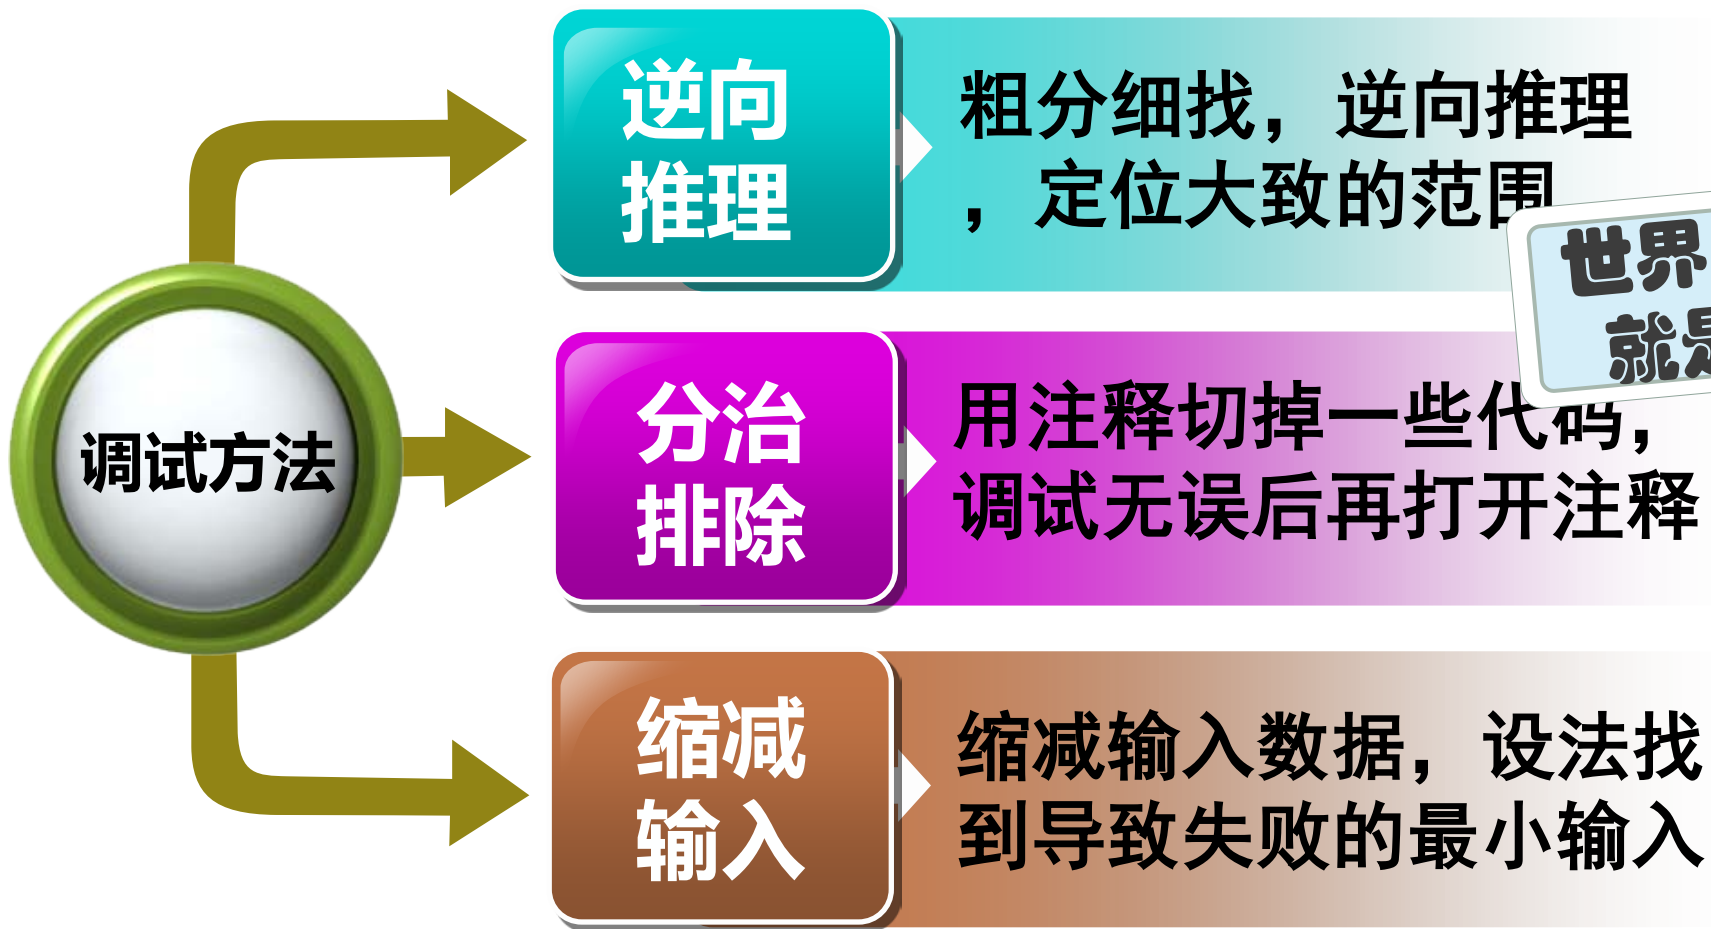 调试方法
逆向
推理
粗分细找，逆向推理
，定位大致的范围
世界
就是
分治
排除
用注释切掉一些代码，
调试无误后再打开注释
缩减
输入
缩减输入数据，设法找
到导致失败的最小输入